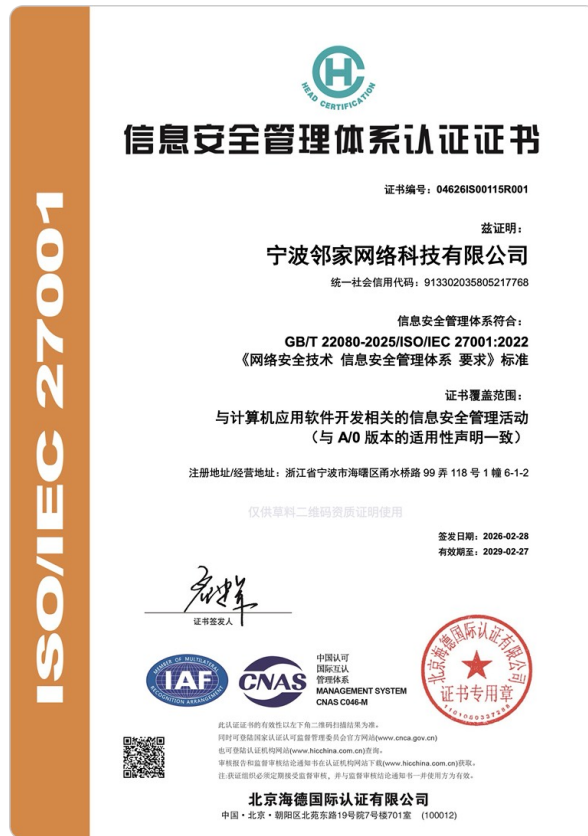 HEAD CERTIFICATION
信息安全管理体系认证证书
证书编号：04626IS00115R001
兹证明：
宁波邻家网络科技有限公司
统一社会信用代码：913302035805217768
信息安全管理体系符合：
GB/T 22080-2025/ISO/IEC 27001:2022
《网络安全技术 信息安全管理体系 要求》标准
证书覆盖范围：
与计算机应用软件开发相关的信息安全管理活动
（与 A/0 版本的适用性声明一致）
注册地址/经营地址：浙江省宁波市海曙区甬水桥路 99 弄 118 号 1 幢 6-1-2
仅供草料二维码资质证明使用
签发日期：2026-02-28
有效期至：2029-02-27
证书签发人
ISO/IEC 27001
MEMBER OF MULTILATERAL
IAF
RECOGNITION ARRANGEMENT
CNAS
中国认可
国际互认
管理体系
MANAGEMENT SYSTEM
CNAS C046-M
北京海德国际认证有限公司
证书专用章
此认证证书的有效性以左下角二维码扫描结果为准。
同时可登陆国家认证认可监督管理委员会官方网站(www.cnca.gov.cn)
也可登陆认证机构网站(www.hicchina.com.cn)查询。
审核报告和监督审核结论通知书在认证机构网站下载(www.hicchina.com.cn)获取。
注:获证组织必须定期接受监督审核，并与监督审核结论通知书一并使用方为有效。
北京海德国际认证有限公司
中国·北京·朝阳区北苑东路19号院7号楼701室 (100012)